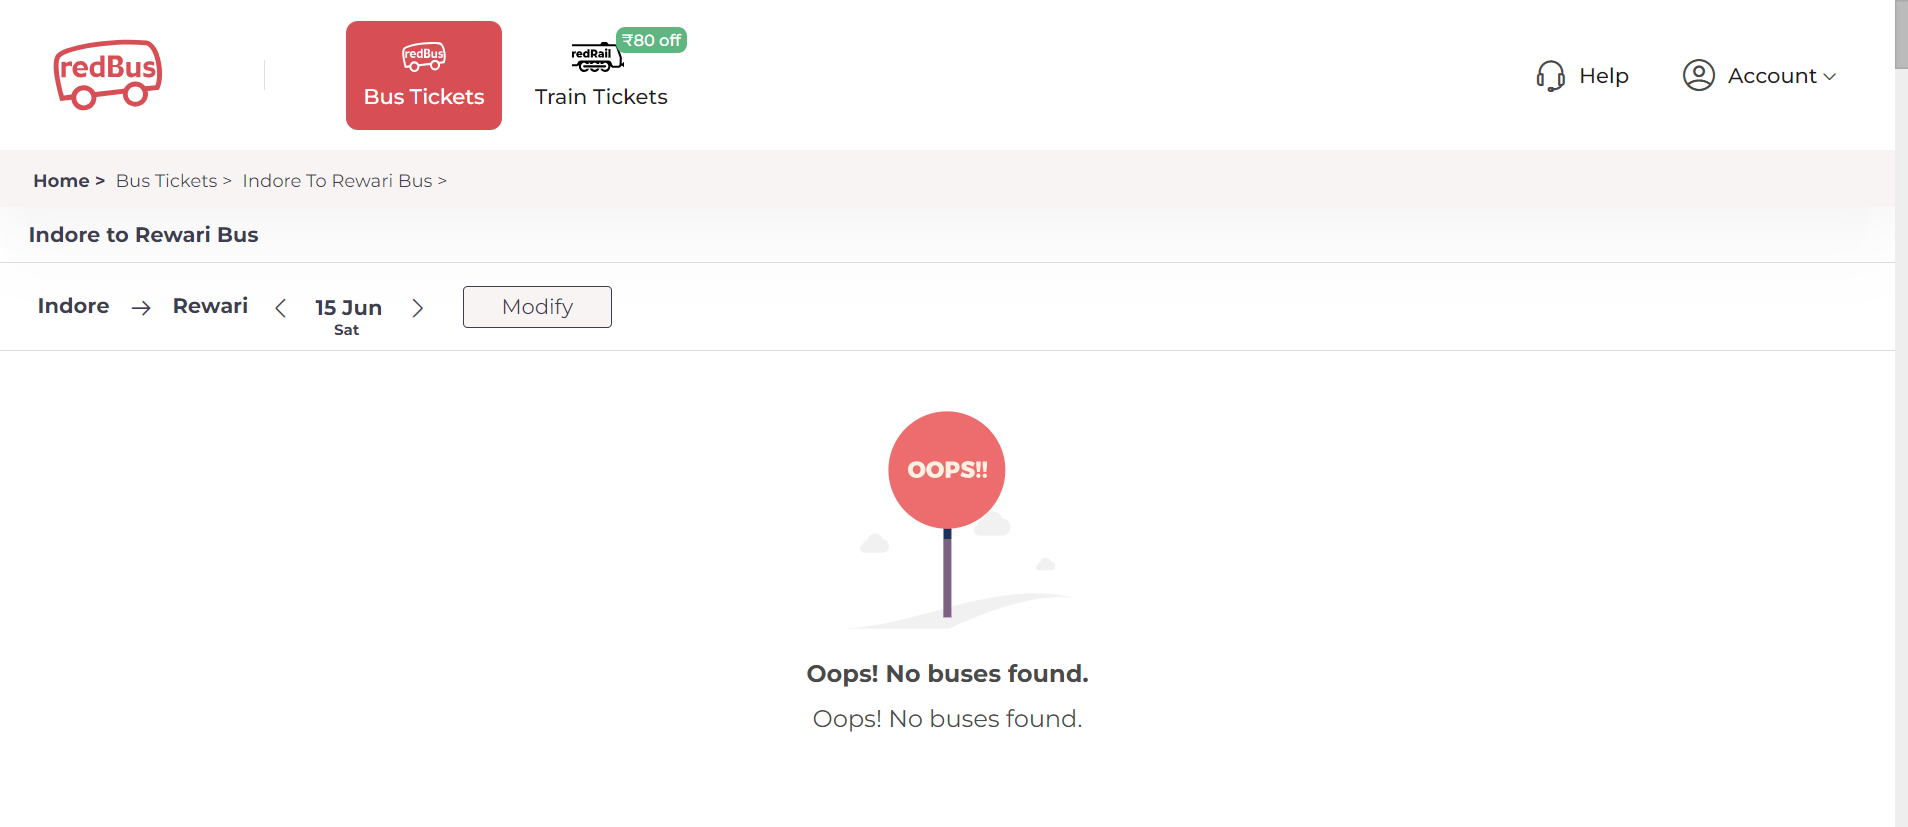 redBus
redBus
Bus Tickets
redRail
₹80 off
Train Tickets
Help
Account
Home > Bus Tickets > Indore To Rewari Bus >
Indore to Rewari Bus
Indore → Rewari < 15 Jun > Modify
Sat
OOPS!!
Oops! No buses found.
Oops! No buses found.